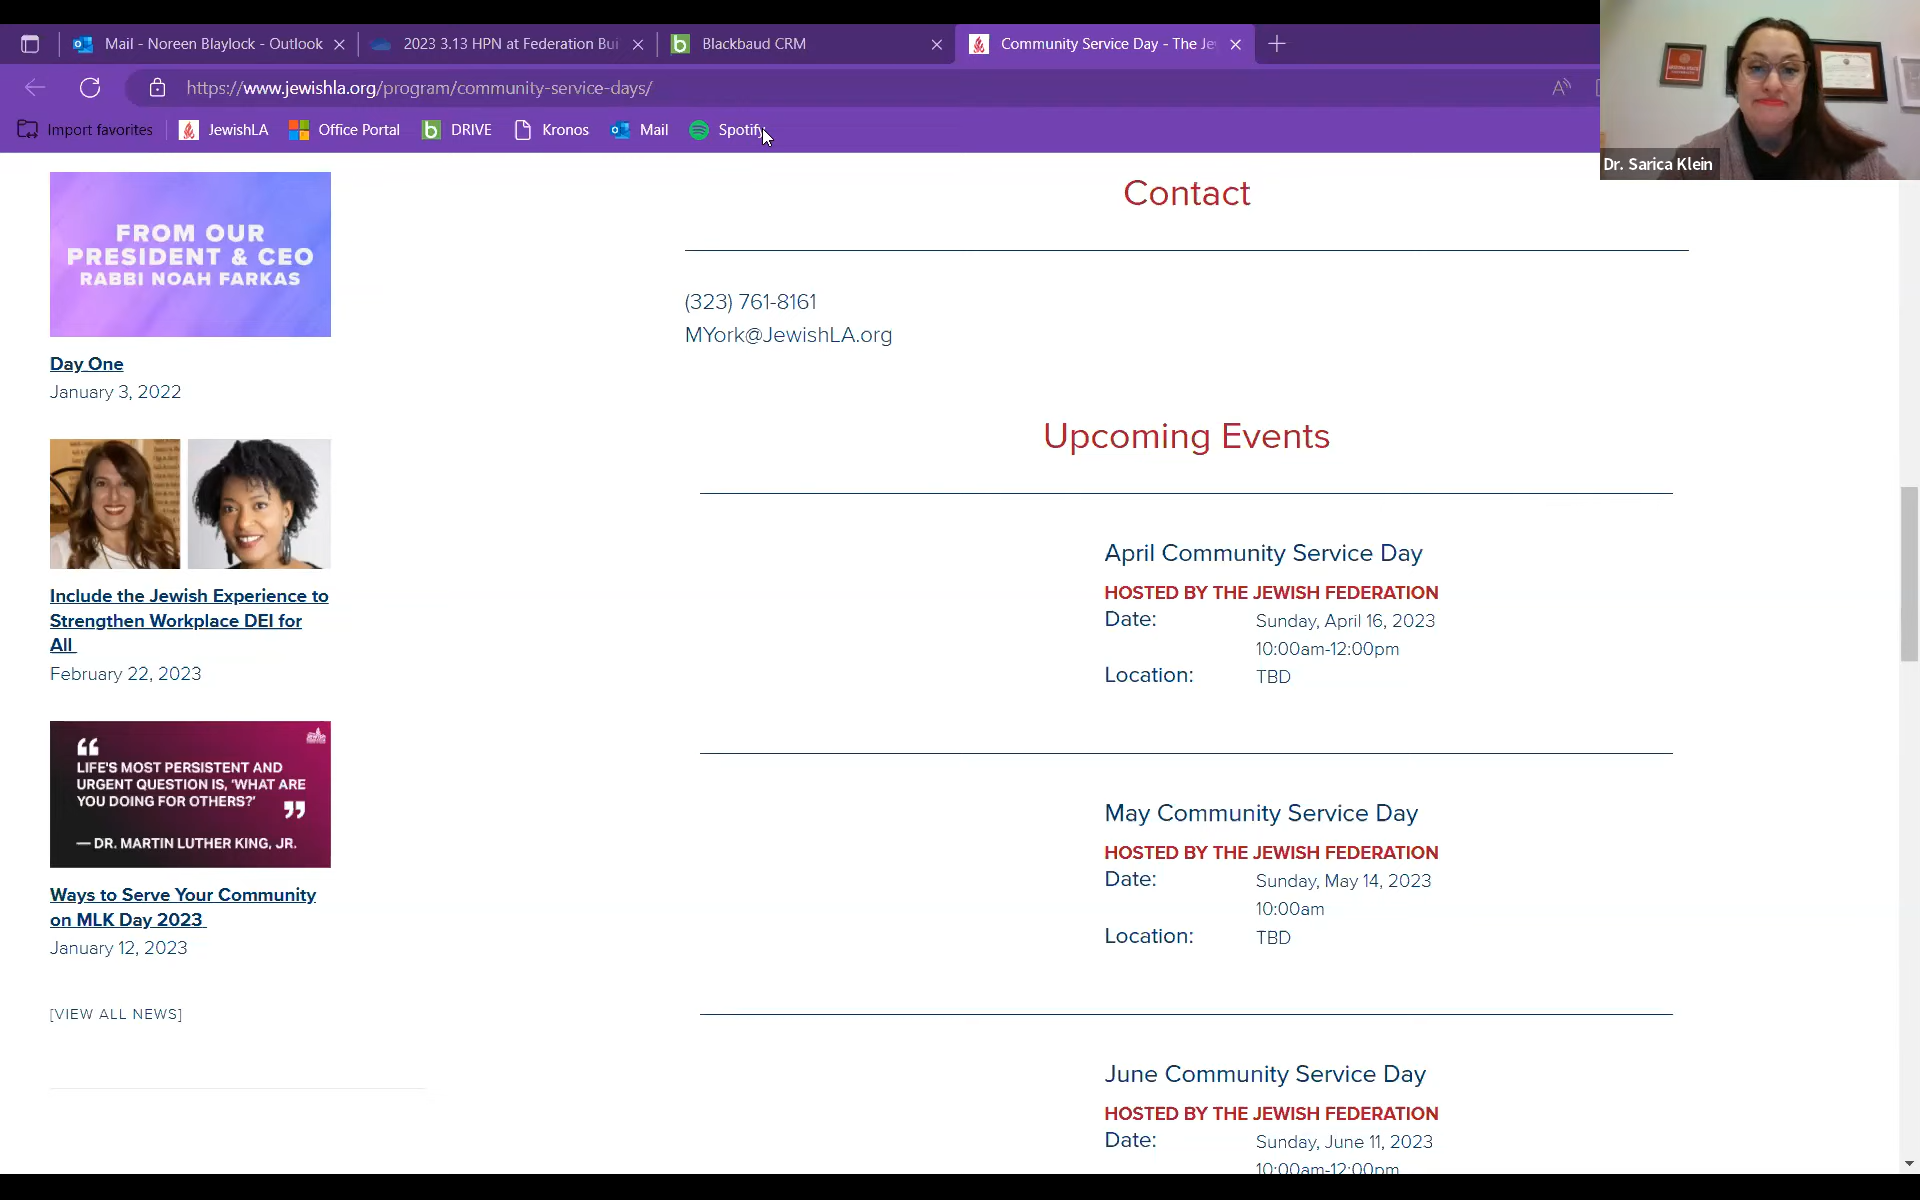 Mail - Noreen Blaylock - Outlook
2023 3.13 HPN at Federation Bui
Blackbaud CRM
Community Service Day - The Je
https://www.jewishla.org/program/community-service-days/
Import favorites
JewishLA
Office Portal
DRIVE
Kronos
Mail
Spotify
Dr. Sarica Klein
FROM OUR
PRESIDENT & CEO
RABBI NOAH FARKAS
Day One
January 3, 2022
Include the Jewish Experience to
Strengthen Workplace DEI for
All
February 22, 2023
“
LIFE'S MOST PERSISTENT AND
URGENT QUESTION IS, 'WHAT ARE
YOU DOING FOR OTHERS?'
”
— DR. MARTIN LUTHER KING, JR.
Ways to Serve Your Community
on MLK Day 2023
January 12, 2023
[VIEW ALL NEWS]
Contact
(323) 761-8161
MYork@JewishLA.org
Upcoming Events
April Community Service Day
HOSTED BY THE JEWISH FEDERATION
Date: Sunday, April 16, 2023
10:00am-12:00pm
Location: TBD
May Community Service Day
HOSTED BY THE JEWISH FEDERATION
Date: Sunday, May 14, 2023
10:00am
Location: TBD
June Community Service Day
HOSTED BY THE JEWISH FEDERATION
Date: Sunday, June 11, 2023
10:00am-12:00pm